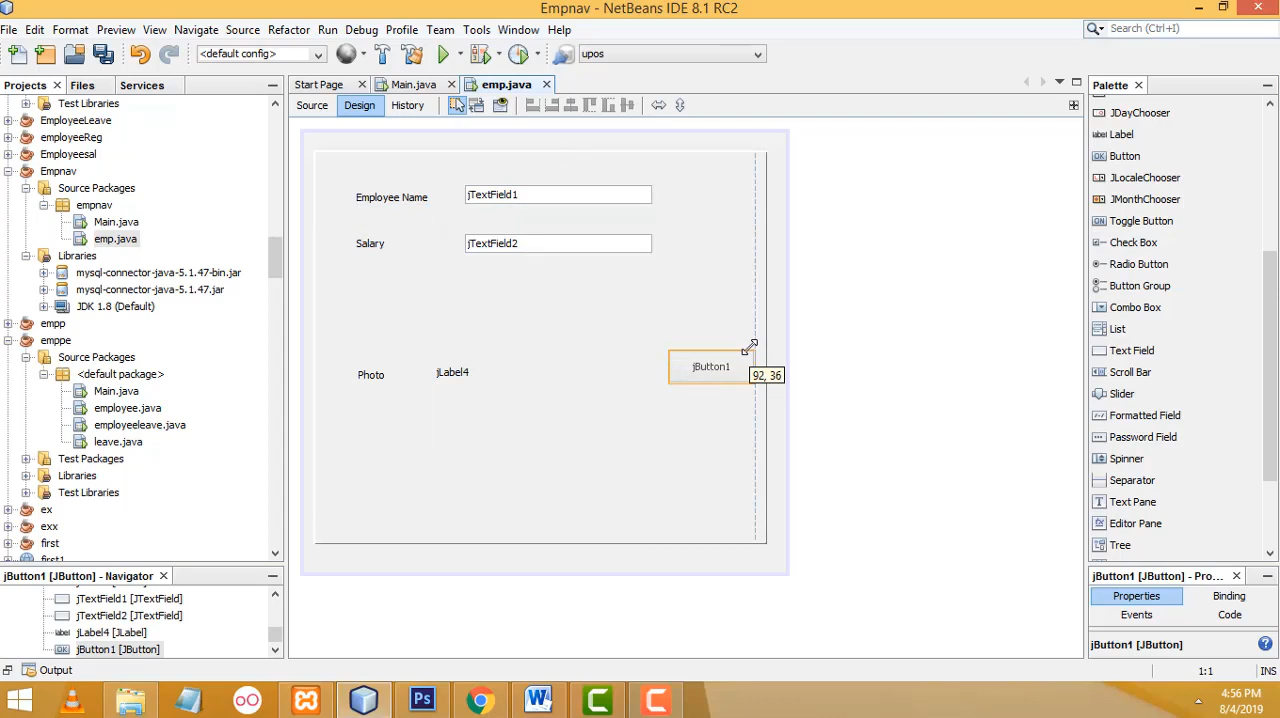 Empnav - NetBeans IDE 8.1 RC2
File Edit Format Preview View Navigate Source Refactor Run Debug Profile Team Tools Window Help
Search (Ctrl+I)
<default config>
upos
Projects Files Services
Test Libraries
EmployeeLeave
employeeReg
Employeesal
Empnav
Source Packages
empnav
Main.java
emp.java
Libraries
mysql-connector-java-5.1.47-bin.jar
mysql-connector-java-5.1.47.jar
JDK 1.8 (Default)
empp
emppe
Source Packages
<default package>
Main.java
employee.java
employeeleave.java
leave.java
Test Packages
Libraries
Test Libraries
ex
exx
first
first1
jButton1 [JButton] - Navigator
jTextField1 [JTextField]
jTextField2 [JTextField]
label jLabel4 [JLabel]
OK jButton1 [JButton]
Output
Start Page Main.java emp.java
Source Design History
Employee Name jTextField1
Salary jTextField2
Photo jLabel4 jButton1
92, 36
Palette
JDayChooser
label Label
OK Button
JLocaleChooser
JMonthChooser
Toggle Button
Check Box
Radio Button
Button Group
Combo Box
List
Text Field
Scroll Bar
Slider
Formatted Field
Password Field
Spinner
Separator
Text Pane
Editor Pane
Tree
jButton1 [JButton] - Pro...
Properties Binding
Events Code
jButton1 [JButton]
1:1 INS
Ps
4:56 PM
8/4/2019